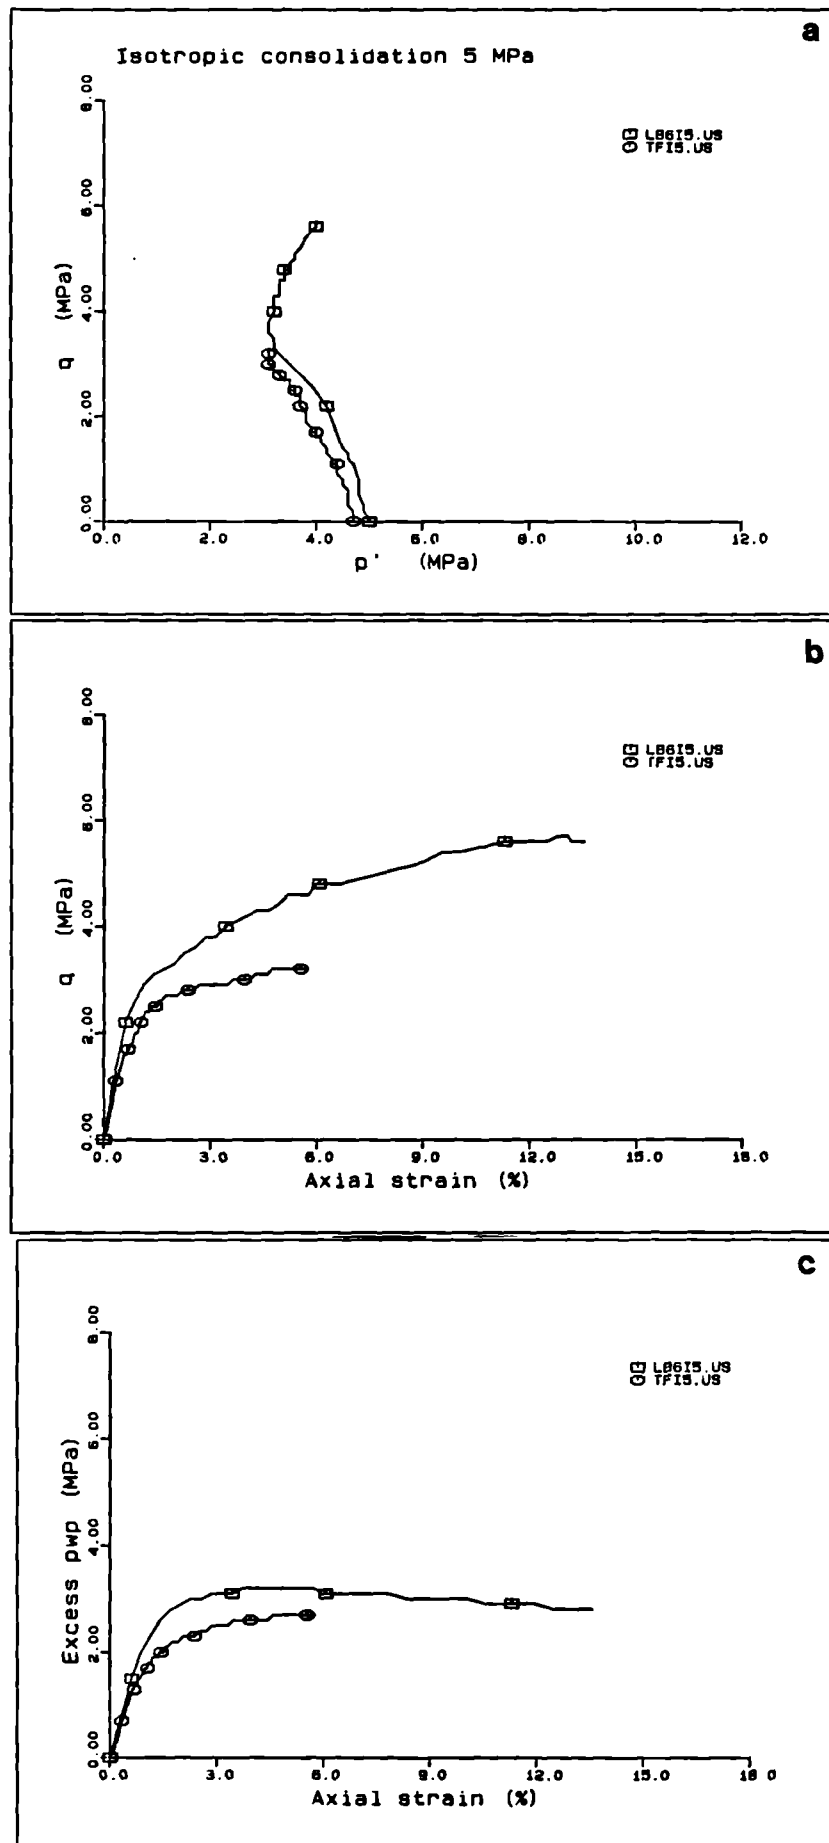 a
Isotropic consolidation 5 MPa
8.00
6.00
4.00
2.00
0.00
q (MPa)
LB6I5.US
TFI5.US
0.0 2.0 4.0 6.0 8.0 10.0 12.0
p' (MPa)
b
8.00
6.00
4.00
2.00
0.00
q (MPa)
LB6I5.US
TFI5.US
0.0 3.0 6.0 9.0 12.0 15.0 18.0
Axial strain (%)
c
8.00
6.00
4.00
2.00
0.00
Excess pwp (MPa)
LB6I5.US
TFI5.US
0.0 3.0 6.0 9.0 12.0 15.0 18.0
Axial strain (%)